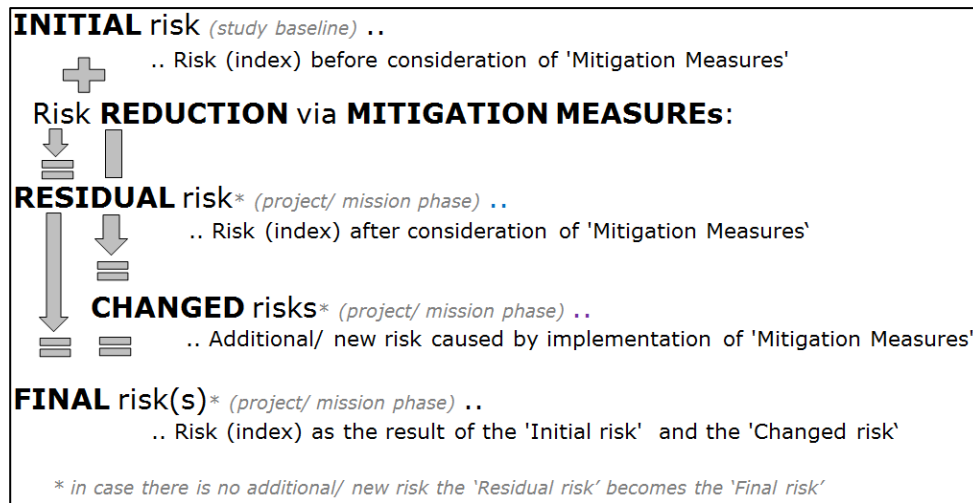 INITIAL risk (study baseline) ..
.. Risk (index) before consideration of 'Mitigation Measures'
Risk REDUCTION via MITIGATION MEASUREs:
RESIDUAL risk* (project/ mission phase) ..
.. Risk (index) after consideration of 'Mitigation Measures‘
CHANGED risks* (project/ mission phase) ..
.. Additional/ new risk caused by implementation of 'Mitigation Measures'
FINAL risk(s)* (project/ mission phase) ..
.. Risk (index) as the result of the 'Initial risk' and the 'Changed risk‘
* in case there is no additional/ new risk the ‘Residual risk’ becomes the ‘Final risk’